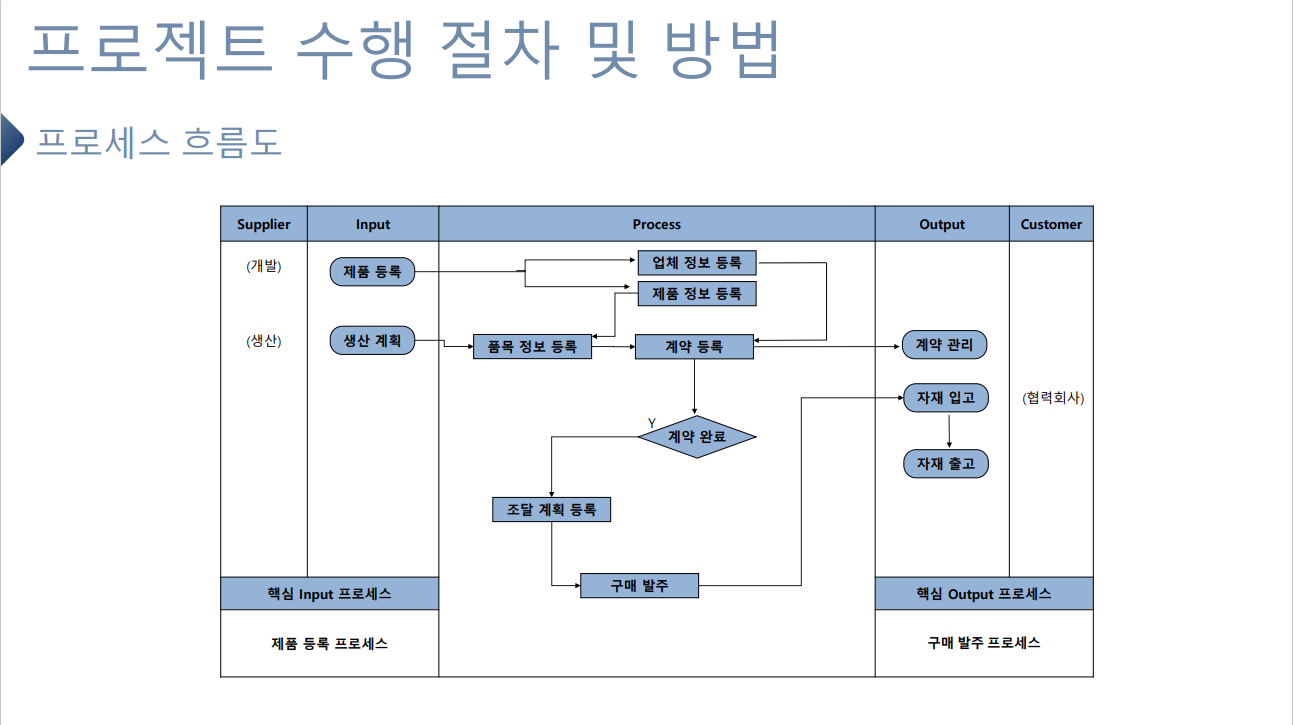 프로젝트 수행 절차 및 방법
프로세스 흐름도
Supplier Input Process Output Customer
(개발) 제품 등록 업체 정보 등록
제품 정보 등록
(생산) 생산 계획 품목 정보 등록 계약 등록 계약 관리
자재 입고 (협력회사)
Y
계약 완료
자재 출고
조달 계획 등록
구매 발주
핵심 Input 프로세스 핵심 Output 프로세스
제품 등록 프로세스 구매 발주 프로세스